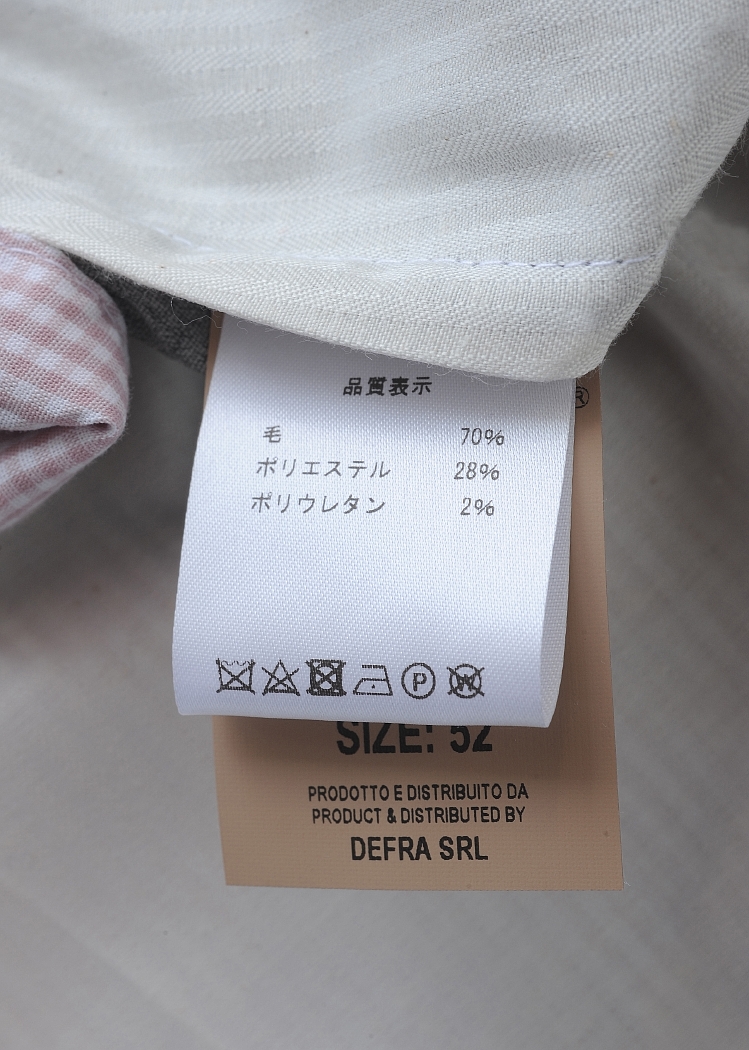 品質表示
®
毛 70%
ポリエステル 28%
ポリウレタン 2%
P
W
SIZE: 52
PRODOTTO E DISTRIBUITO DA
PRODUCT & DISTRIBUTED BY
DEFRA SRL